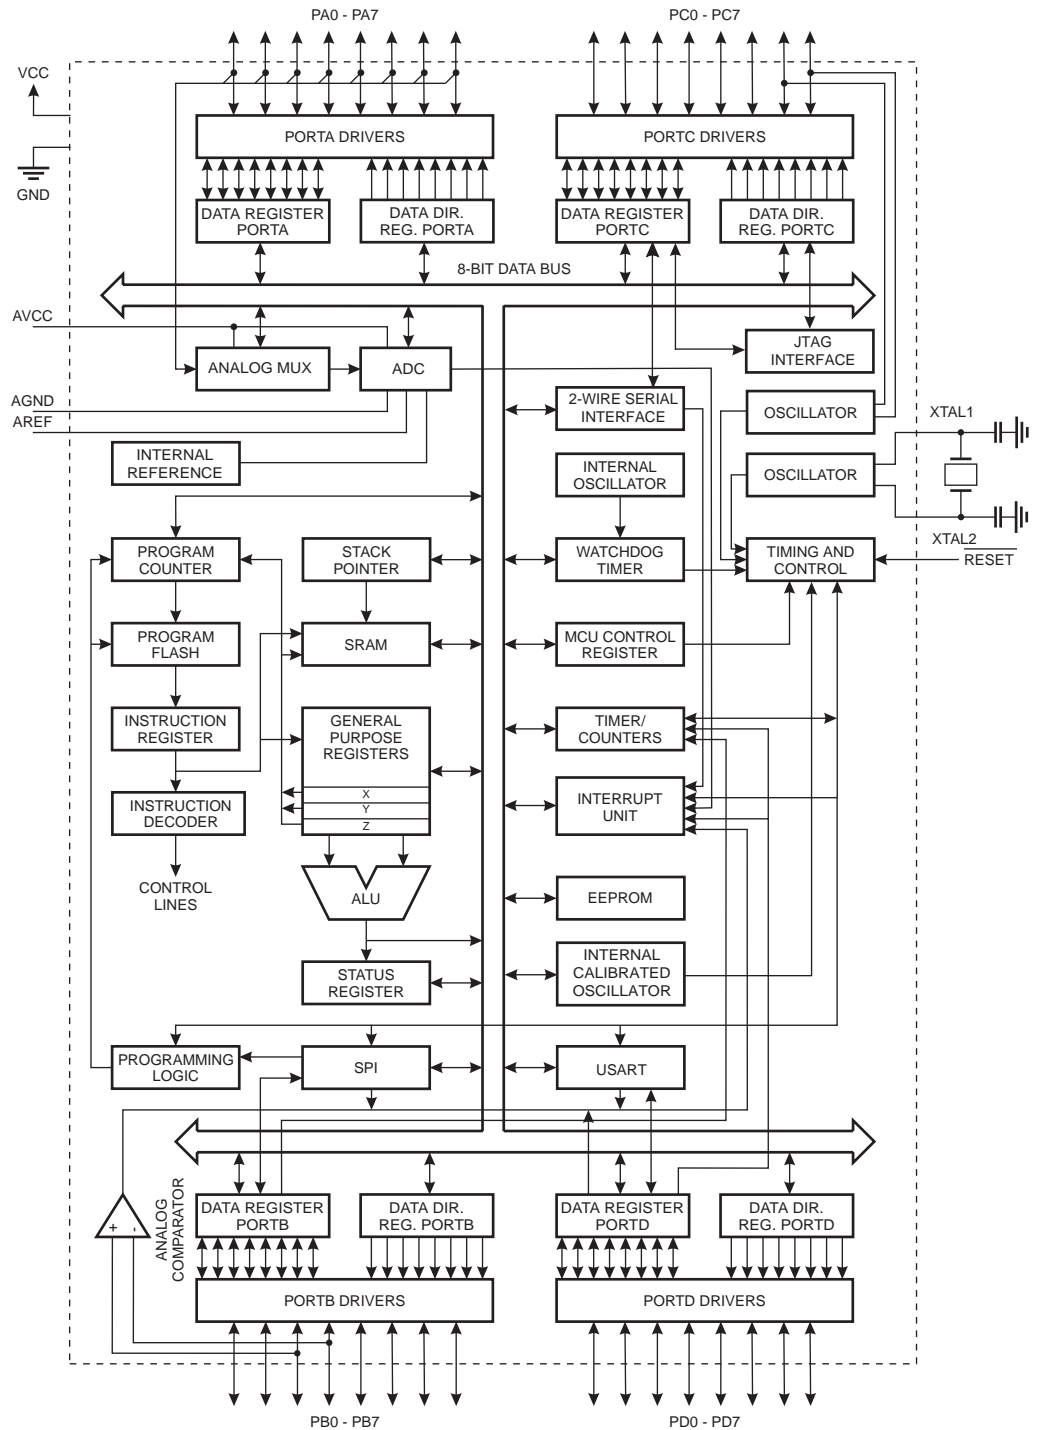 PA0 - PA7
PC0 - PC7
VCC
GND
PORTA DRIVERS
PORTC DRIVERS
DATA REGISTER
PORTA
DATA DIR.
REG. PORTA
DATA REGISTER
PORTC
DATA DIR.
REG. PORTC
8-BIT DATA BUS
AVCC
ANALOG MUX
ADC
JTAG
INTERFACE
AGND
AREF
2-WIRE SERIAL
INTERFACE
OSCILLATOR
XTAL1
INTERNAL
REFERENCE
INTERNAL
OSCILLATOR
OSCILLATOR
XTAL2
RESET
PROGRAM
COUNTER
STACK
POINTER
WATCHDOG
TIMER
TIMING AND
CONTROL
PROGRAM
FLASH
SRAM
MCU CONTROL
REGISTER
INSTRUCTION
REGISTER
GENERAL
PURPOSE
REGISTERS
X
Y
Z
TIMER/
COUNTERS
INSTRUCTION
DECODER
INTERRUPT
UNIT
CONTROL
LINES
ALU
EEPROM
STATUS
REGISTER
INTERNAL
CALIBRATED
OSCILLATOR
PROGRAMMING
LOGIC
SPI
USART
+
-
ANALOG
COMPARATOR
DATA REGISTER
PORTB
DATA DIR.
REG. PORTB
DATA REGISTER
PORTD
DATA DIR.
REG. PORTD
PORTB DRIVERS
PORTD DRIVERS
PB0 - PB7
PD0 - PD7